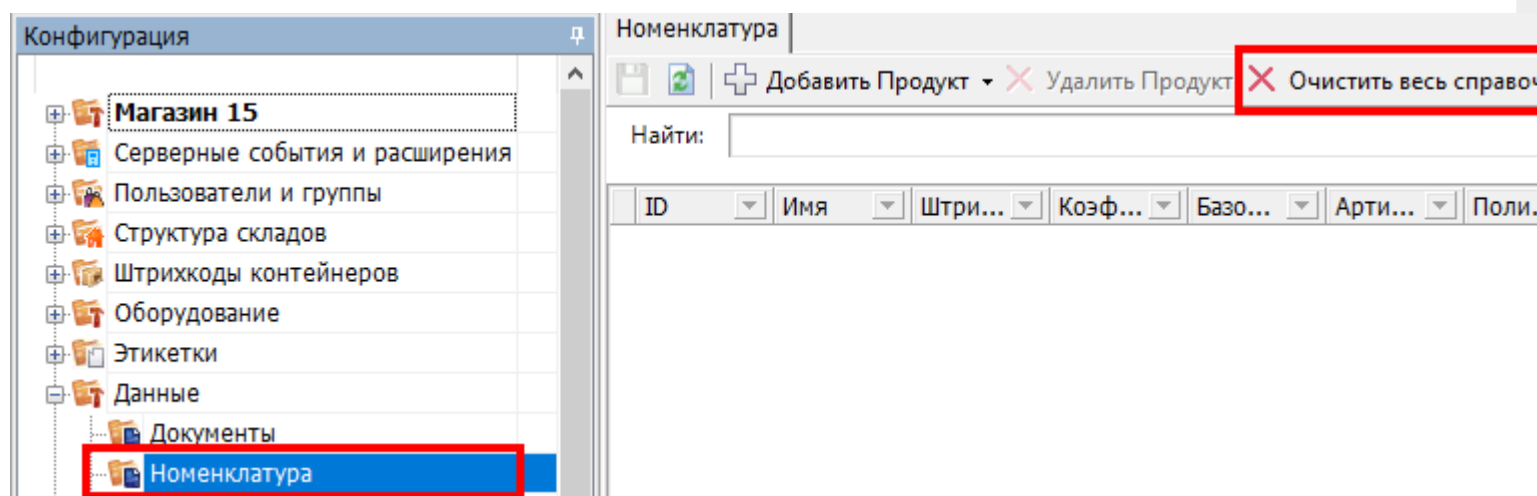 Конфигурация
Магазин 15
Серверные события и расширения
Пользователи и группы
Структура складов
Штрихкоды контейнеров
Оборудование
Этикетки
Данные
Документы
Номенклатура
Номенклатура
Добавить Продукт Удалить Продукт Очистить весь справоч
Найти:
ID Имя Штри... Коэф... Базо... Арти... Поли.